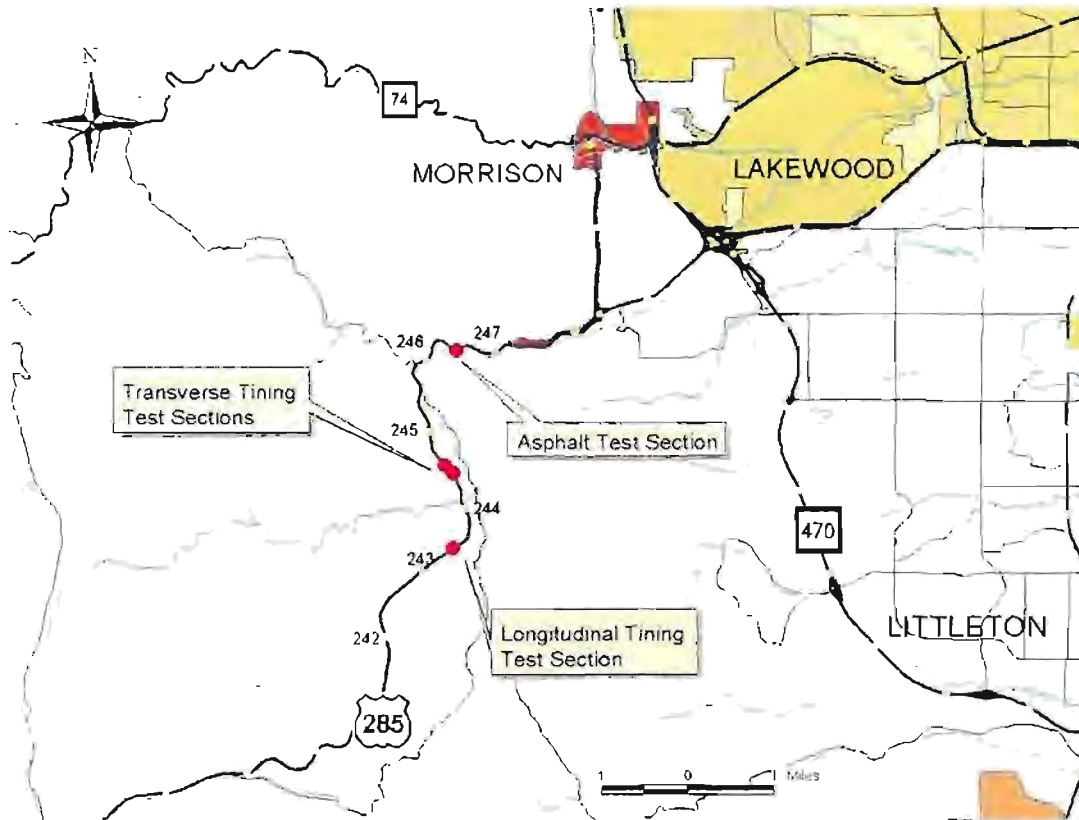 N
74
MORRISON
LAKEWOOD
246
247
Transverse Tining
Test Sections
245
Asphalt Test Section
244
243
470
Longitudinal Tining
Test Section
LITTLETON
242
285
1 0 1 Miles